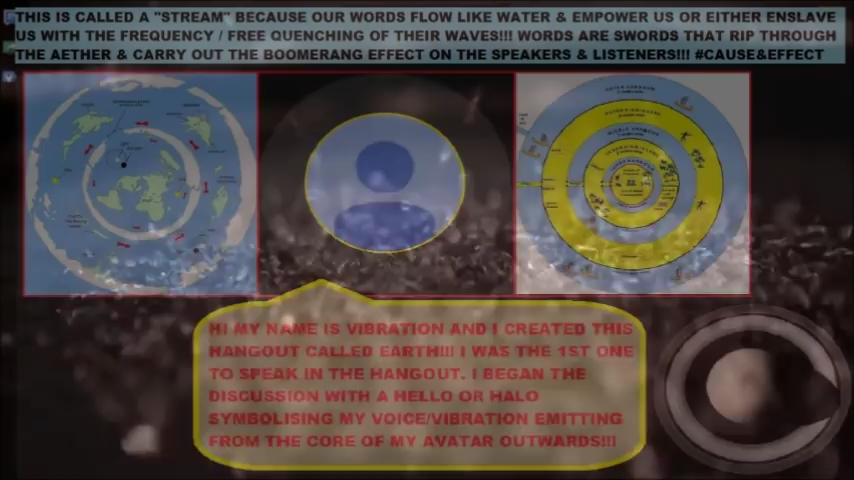 THIS IS CALLED A "STREAM" BECAUSE OUR WORDS FLOW LIKE WATER & EMPOWER US OR EITHER ENSLAVE
US WITH THE FREQUENCY / FREE QUENCHING OF THEIR WAVES!!! WORDS ARE SWORDS THAT RIP THROUGH
THE AETHER & CARRY OUT THE BOOMERANG EFFECT ON THE SPEAKERS & LISTENERS!!! #CAUSE&EFFECT
HI MY NAME IS VIBRATION AND I CREATED THIS
HANGOUT CALLED EARTH!!! I WAS THE 1ST ONE
TO SPEAK IN THE HANGOUT. I BEGAN THE
DISCUSSION WITH A HELLO OR HALO
SYMBOLISING MY VOICE/VIBRATION EMITTING
FROM THE CORE OF MY AVATAR OUTWARDS!!!